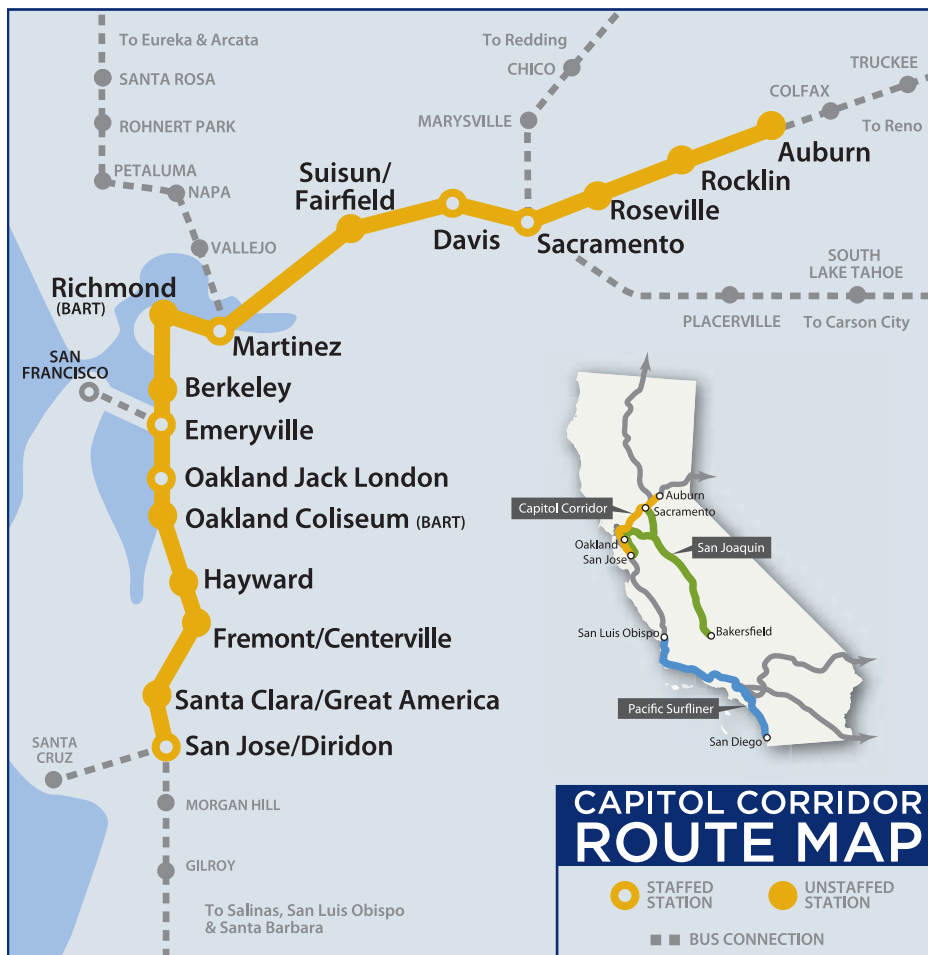 To Eureka & Arcata
SANTA ROSA
ROHNERT PARK
PETALUMA
NAPA
VALLEJO
To Redding
CHICO
MARYSVILLE
TRUCKEE
COLFAX
To Reno
Auburn
Rocklin
Roseville
Sacramento
Davis
Suisun/
Fairfield
SOUTH
LAKE TAHOE
PLACERVILLE
To Carson City
Richmond
(BART)
Martinez
SAN
FRANCISCO
Berkeley
Emeryville
Oakland Jack London
Oakland Coliseum (BART)
Hayward
Fremont/Centerville
Santa Clara/Great America
San Jose/Diridon
SANTA
CRUZ
MORGAN HILL
GILROY
To Salinas, San Luis Obispo
& Santa Barbara
Auburn
Sacramento
Capitol Corridor
Oakland
San Jose
San Joaquin
San Luis Obispo
Bakersfield
Pacific Surfliner
San Diego
CAPITOL CORRIDOR
ROUTE MAP
STAFFED
STATION
UNSTAFFED
STATION
BUS CONNECTION